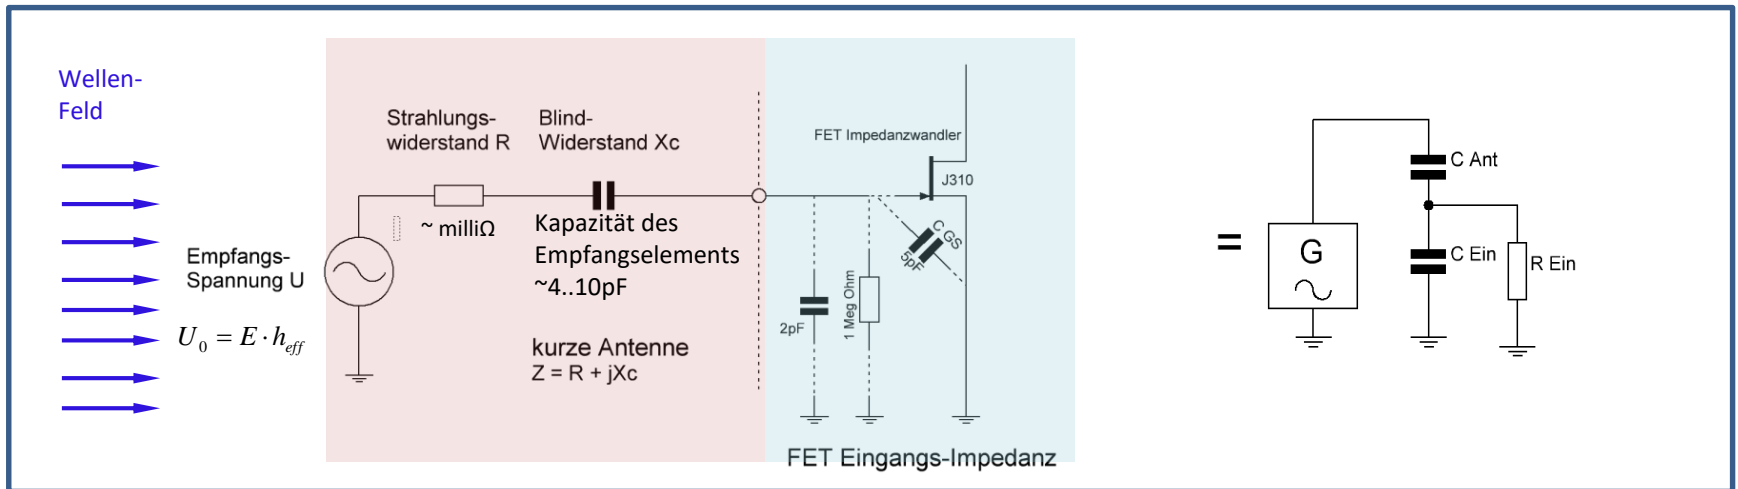 Wellen-
Feld
Empfangs-
Spannung U
U₀ = E · h_eff
Strahlungs-
widerstand R
~ milliΩ
Blind-
Widerstand Xc
Kapazität des
Empfangselements
~4..10pF
kurze Antenne
Z = R + jXc
FET Impedanzwandler
J310
C GS
5pF
2pF
1 Meg Ohm
FET Eingangs-Impedanz
=
G
C Ant
C Ein
R Ein